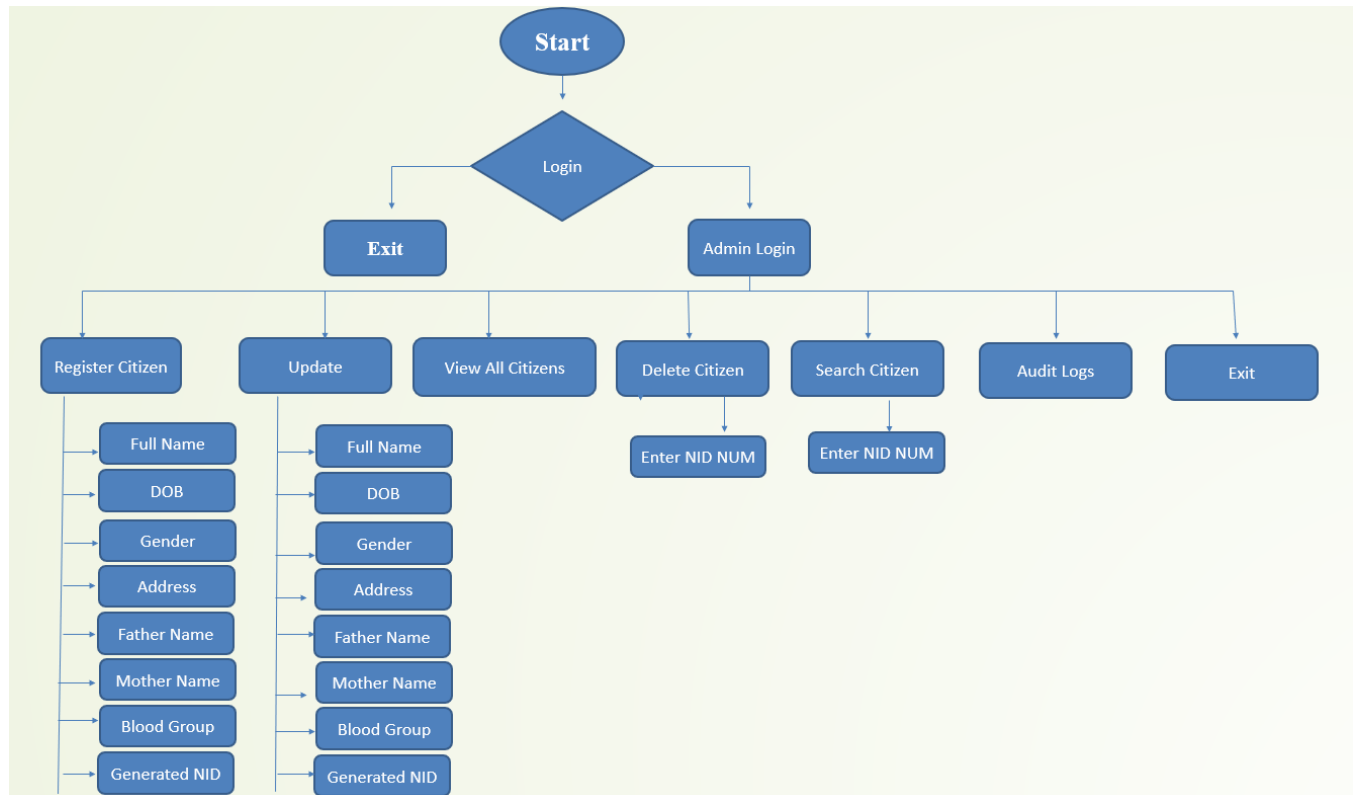 Start
Login
Exit
Admin Login
Register Citizen
Update
View All Citizens
Delete Citizen
Search Citizen
Audit Logs
Exit
Full Name
DOB
Gender
Address
Father Name
Mother Name
Blood Group
Generated NID
Full Name
DOB
Gender
Address
Father Name
Mother Name
Blood Group
Generated NID
Enter NID NUM
Enter NID NUM